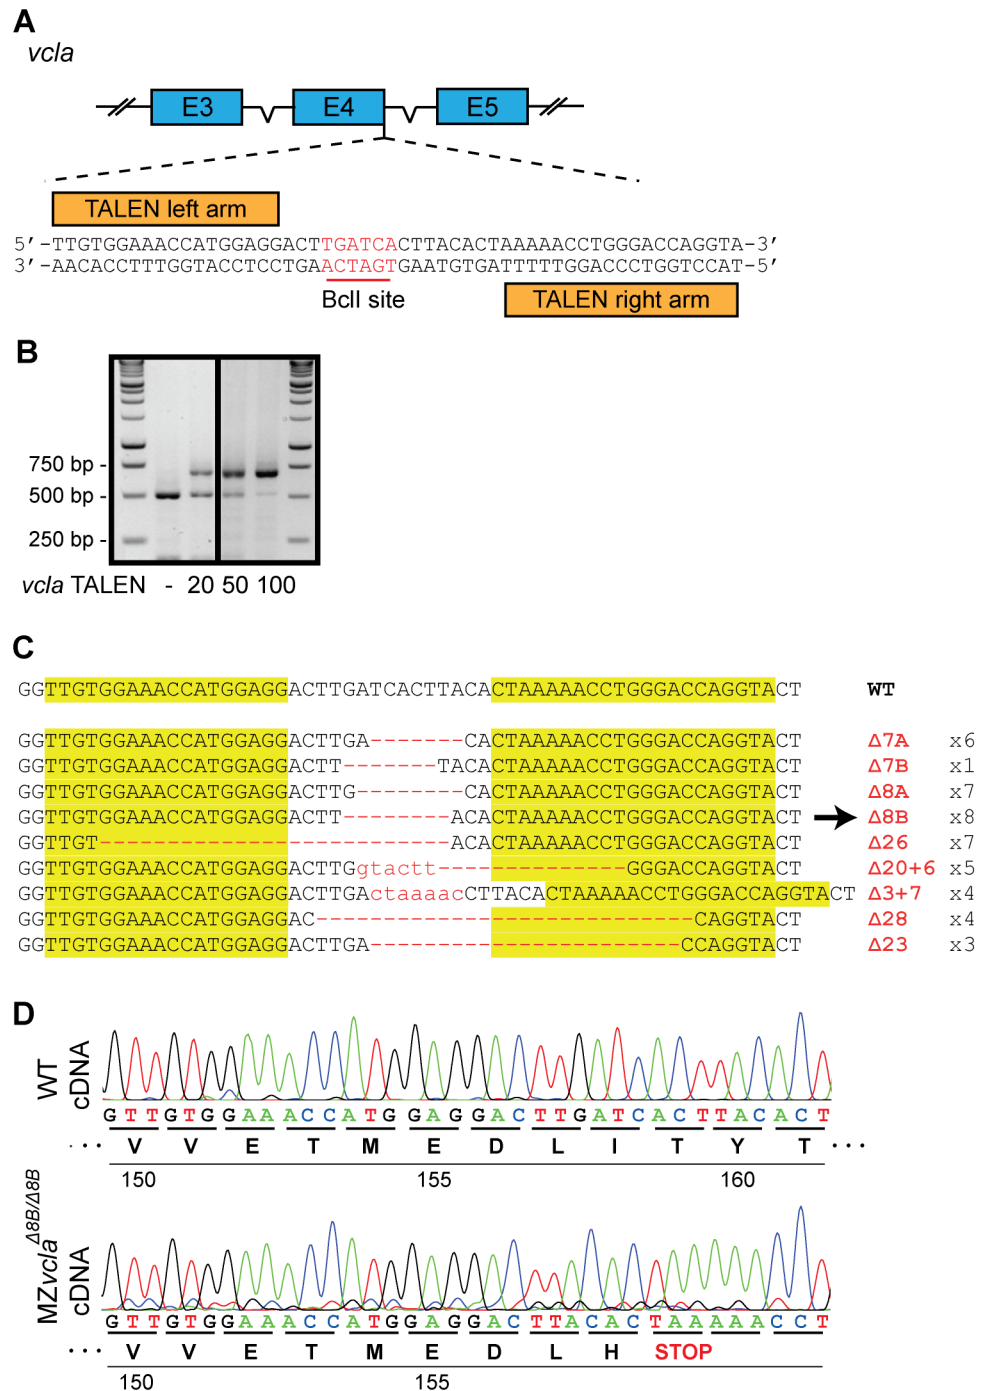 A
vcla
E3 E4 E5
TALEN left arm
5'-TTGTGGAAACCATGGAGGACTTGATCACTTACACTAAAAACCTGGGACCAGGTA-3'
3'-AACACCTTTGGTACCTCCTGAACTAGTGAATGTGATTTTTGGACCCTGGTCCAT-5'
BclI site
TALEN right arm
B
750 bp -
500 bp -
250 bp -
vcla TALEN - 20 50 100
C
GGTTGTGGAAACCATGGAGGACTTGATCACTTACACTAAAAACCTGGGACCAGGTACT WT
GGTTGTGGAAACCATGGAGGACTTGA-------CACTAAAAACCTGGGACCAGGTACT Δ7A x6
GGTTGTGGAAACCATGGAGGACTT-------TACACTAAAAACCTGGGACCAGGTACT Δ7B x1
GGTTGTGGAAACCATGGAGGACTTG--------CACTAAAAACCTGGGACCAGGTACT Δ8A x7
GGTTGTGGAAACCATGGAGGACTT--------ACACTAAAAACCTGGGACCAGGTACT Δ8B x8
GGTTGT--------------------------ACACTAAAAACCTGGGACCAGGTACT Δ26 x7
GGTTGTGGAAACCATGGAGGACTTGgtactt--------------GGGACCAGGTACT Δ20+6 x5
GGTTGTGGAAACCATGGAGGACTTGActaaaacCTTACACTAAAAACCTGGGACCAGGTACT Δ3+7 x4
GGTTGTGGAAACCATGGAGGAC----------------------------CAGGTACT Δ28 x4
GGTTGTGGAAACCATGGAGGACTTGA-----------------------CCAGGTACT Δ23 x3
D
WT cDNA
GTTGTGGAAACCATGGAGGACTTGATCACTTACACT
··· V V E T M E D L I T Y T ···
150 155 160
MZvclaΔ8B/Δ8B cDNA
GTTGTGGAAACCATGGAGGACTTACACTAAAAACCT
··· V V E T M E D L H STOP
150 155